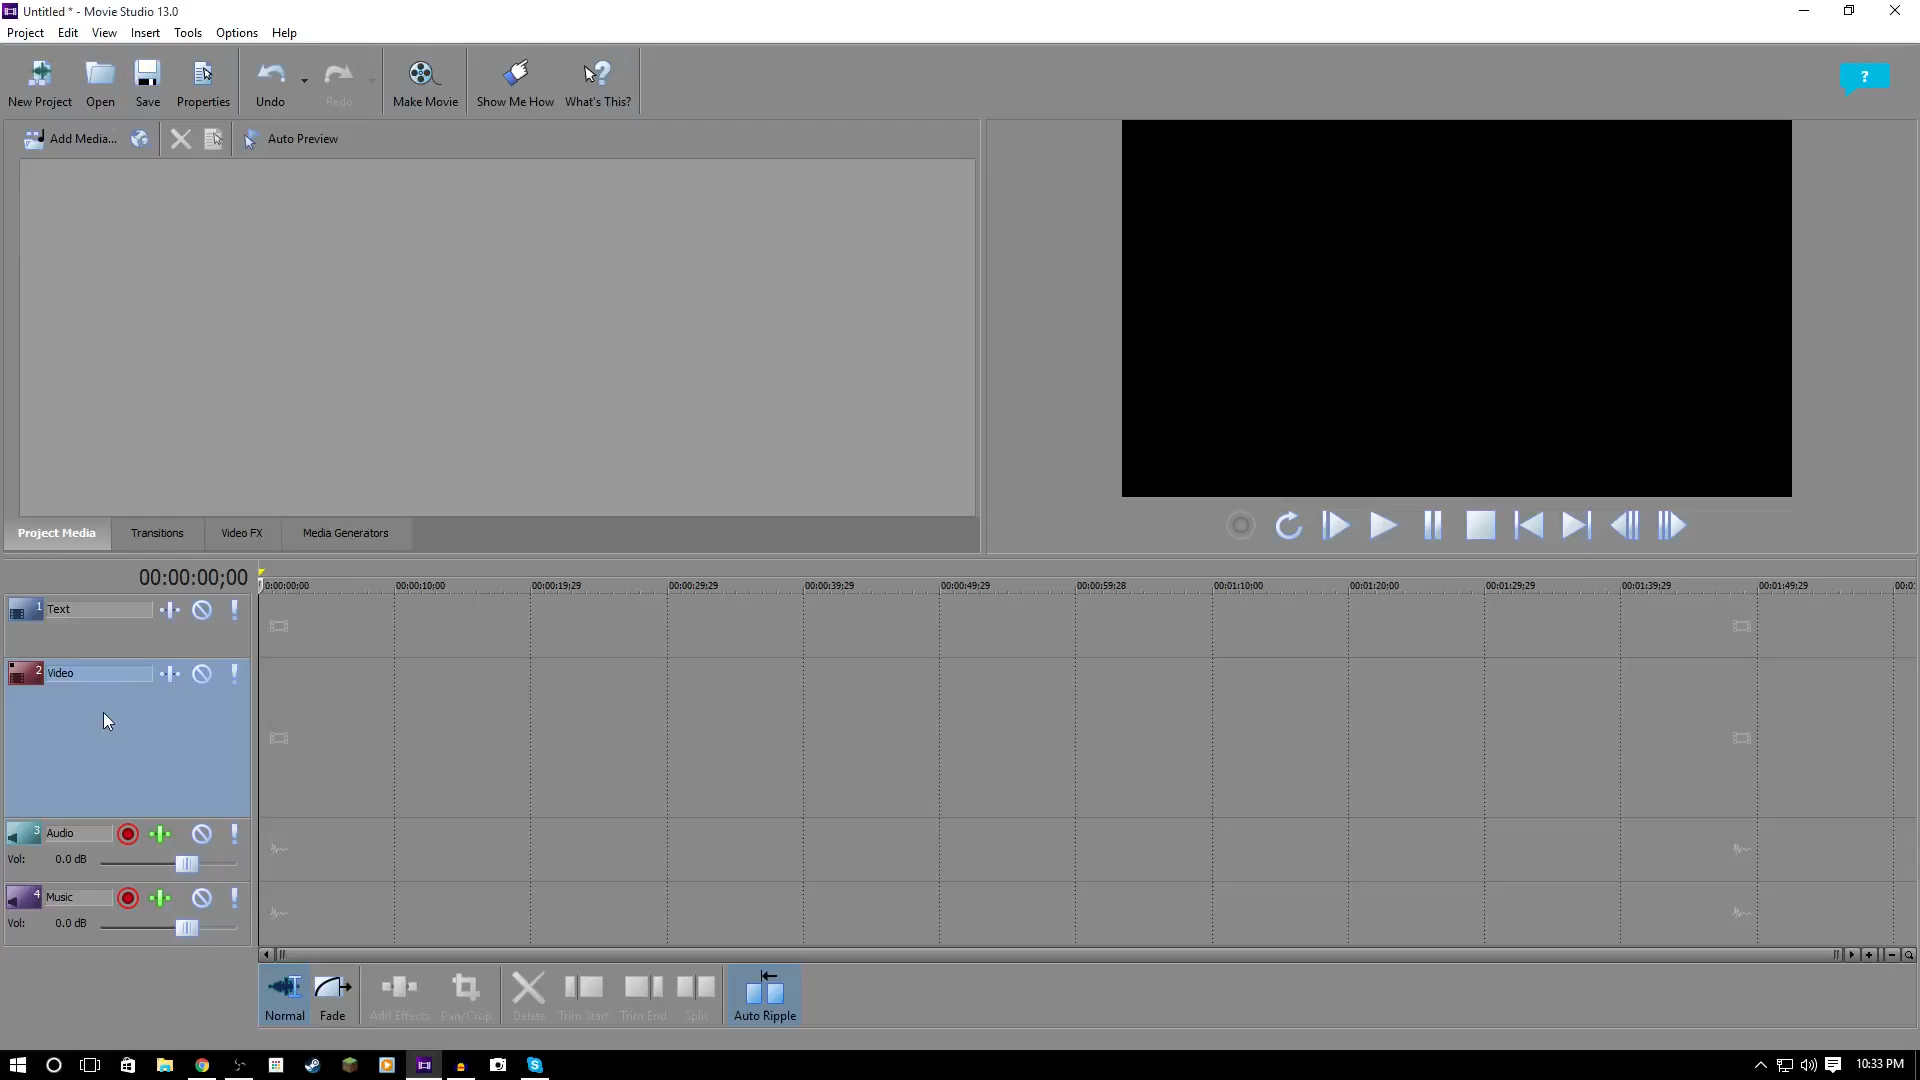 Untitled * - Movie Studio 13.0
Project Edit View Insert Tools Options Help
New Project Open Save Properties Undo Redo Make Movie Show Me How What's This?
?
Add Media... Auto Preview
Project Media Transitions Video FX Media Generators
00:00:00;00
0:00:00;00 00:00:10;00 00:00:19;29 00:00:29;29 00:00:39;29 00:00:49;29 00:00:59;28 00:01:10;00 00:01:20;00 00:01:29;29 00:01:39;29 00:01:49;29 00:0
1 Text
2 Video
3 Audio
Vol: 0.0 dB
4 Music
Vol: 0.0 dB
Normal Fade Add Effects Pan/Crop Delete Trim Start Trim End Split Auto Ripple
10:33 PM